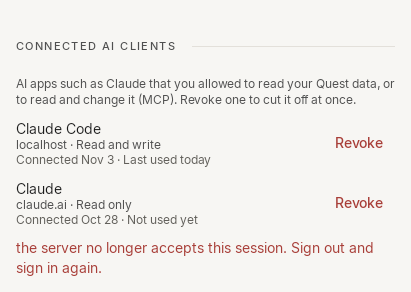 CONNECTED AI CLIENTS
AI apps such as Claude that you allowed to read your Quest data, or
to read and change it (MCP). Revoke one to cut it off at once.
Claude Code
localhost · Read and write
Connected Nov 3 · Last used today
Revoke
Claude
claude.ai · Read only
Connected Oct 28 · Not used yet
Revoke
the server no longer accepts this session. Sign out and
sign in again.